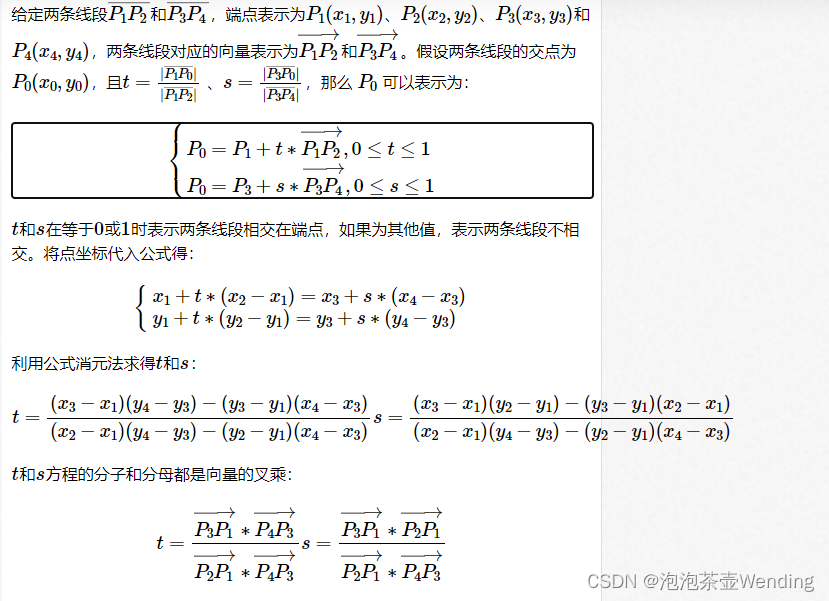 给定两条线段$\overline{P_1P_2}$和$\overline{P_3P_4}$，端点表示为$P_1(x_1, y_1)$、$P_2(x_2, y_2)$、$P_3(x_3, y_3)$和
$P_4(x_4, y_4)$，两条线段对应的向量表示为$\overrightarrow{P_1P_2}$和$\overrightarrow{P_3P_4}$。假设两条线段的交点为
$P_0(x_0, y_0)$，且$t = \frac{|\overline{P_1P_0}|}{|\overline{P_1P_2}|}$、$s = \frac{|\overline{P_3P_0}|}{|\overline{P_3P_4}|}$，那么 $P_0$ 可以表示为：
$P_0 = P_1 + t * \overrightarrow{P_1P_2}, 0 \leq t \leq 1$
$P_0 = P_3 + s * \overrightarrow{P_3P_4}, 0 \leq s \leq 1$
$t$和$s$在等于0或1时表示两条线段相交在端点，如果为其他值，表示两条线段不相
交。将点坐标代入公式得：
$x_1 + t * (x_2 - x_1) = x_3 + s * (x_4 - x_3)$
$y_1 + t * (y_2 - y_1) = y_3 + s * (y_4 - y_3)$
利用公式消元法求得$t$和$s$：
$t = \frac{(x_3 - x_1)(y_4 - y_3) - (y_3 - y_1)(x_4 - x_3)}{(x_2 - x_1)(y_4 - y_3) - (y_2 - y_1)(x_4 - x_3)} s = \frac{(x_3 - x_1)(y_2 - y_1) - (y_3 - y_1)(x_2 - x_1)}{(x_2 - x_1)(y_4 - y_3) - (y_2 - y_1)(x_4 - x_3)}$
$t$和$s$方程的分子和分母都是向量的叉乘：
$t = \frac{\overrightarrow{P_3P_1} * \overrightarrow{P_4P_3}}{\overrightarrow{P_2P_1} * \overrightarrow{P_4P_3}} s = \frac{\overrightarrow{P_3P_1} * \overrightarrow{P_2P_1}}{\overrightarrow{P_2P_1} * \overrightarrow{P_4P_3}}$
CSDN @泡泡茶壶Wending